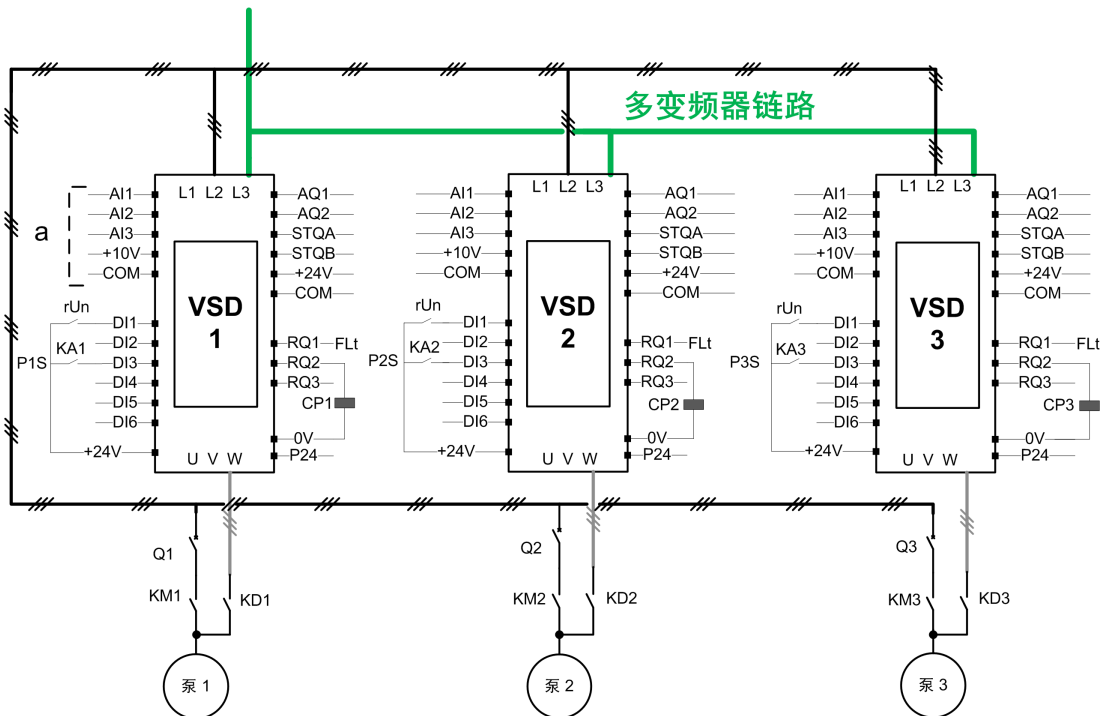 多变频器链路
a
L1 L2 L3
AI1
AI2
AI3
+10V
COM
rUn
P1S
KA1
DI1
DI2
DI3
DI4
DI5
DI6
+24V
VSD
1
AQ1
AQ2
STQA
STQB
+24V
COM
RQ1
FLt
RQ2
RQ3
CP1
0V
P24
U V W
L1 L2 L3
AI1
AI2
AI3
+10V
COM
rUn
P2S
KA2
DI1
DI2
DI3
DI4
DI5
DI6
+24V
VSD
2
AQ1
AQ2
STQA
STQB
+24V
COM
RQ1
FLt
RQ2
RQ3
CP2
0V
P24
U V W
L1 L2 L3
AI1
AI2
AI3
+10V
COM
rUn
P3S
KA3
DI1
DI2
DI3
DI4
DI5
DI6
+24V
VSD
3
AQ1
AQ2
STQA
STQB
+24V
COM
RQ1
FLt
RQ2
RQ3
CP3
0V
P24
U V W
Q1
KM1
KD1
泵 1
Q2
KM2
KD2
泵 2
Q3
KM3
KD3
泵 3